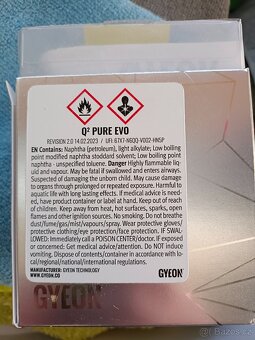 Q² PURE EVO
REVISION 2.0 14.02.2023 / UFI: 67X7-N6QQ-V002-HNSP
EN Contains: Naphtha (petroleum), light alkylate; Low boiling
point modified naphtha stoddard solvent; Low boiling point
naphtha - unspecified toluene. Danger Highly flammable liq-
uid and vapour. May be fatal if swallowed and enters airways.
Suspected of damaging the unborn child. May cause damage
to organs through prolonged or repeated exposure. Harmful to
aquatic life with long lasting effects. If medical advice is need-
ed, have product container or label at hand. Keep out of reach
of children. Keep away from heat, hot surfaces, sparks, open
flames and other ignition sources. No smoking. Do not breathe
dust/fume/gas/mist/vapours/spray. Wear protective gloves/
protective clothing/eye protection/face protection. IF SWAL-
LOWED: Immediately call a POISON CENTER/doctor. IF exposed
or concerned: Get medical advice/attention. Do NOT induce
vomiting. Dispose of contents/container in accordance with lo-
cal/regional/national/international regulations.
MANUFACTURER: GYEON TECHNOLOGY
WWW.GYEON.CO
GYEON
GYEON